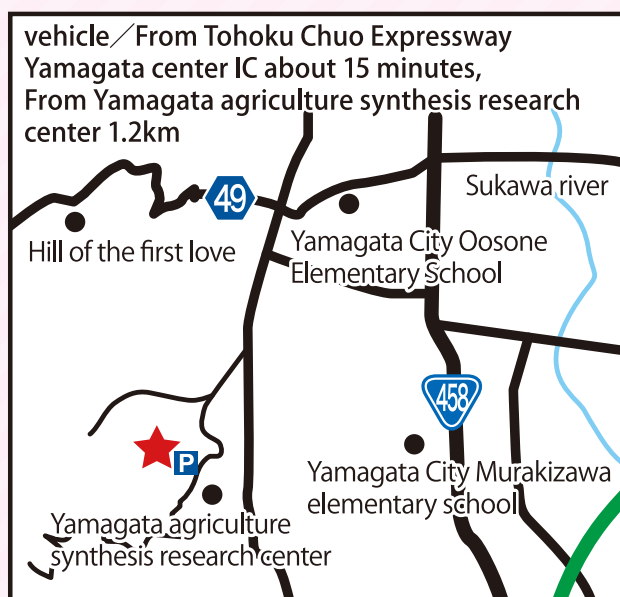 vehicle／From Tohoku Chuo Expressway
Yamagata center IC about 15 minutes,
From Yamagata agriculture synthesis research
center 1.2km
49
Sukawa river
Hill of the first love
Yamagata City Oosone
Elementary School
458
P
Yamagata City Murakizawa
elementary school
Yamagata agriculture
synthesis research center